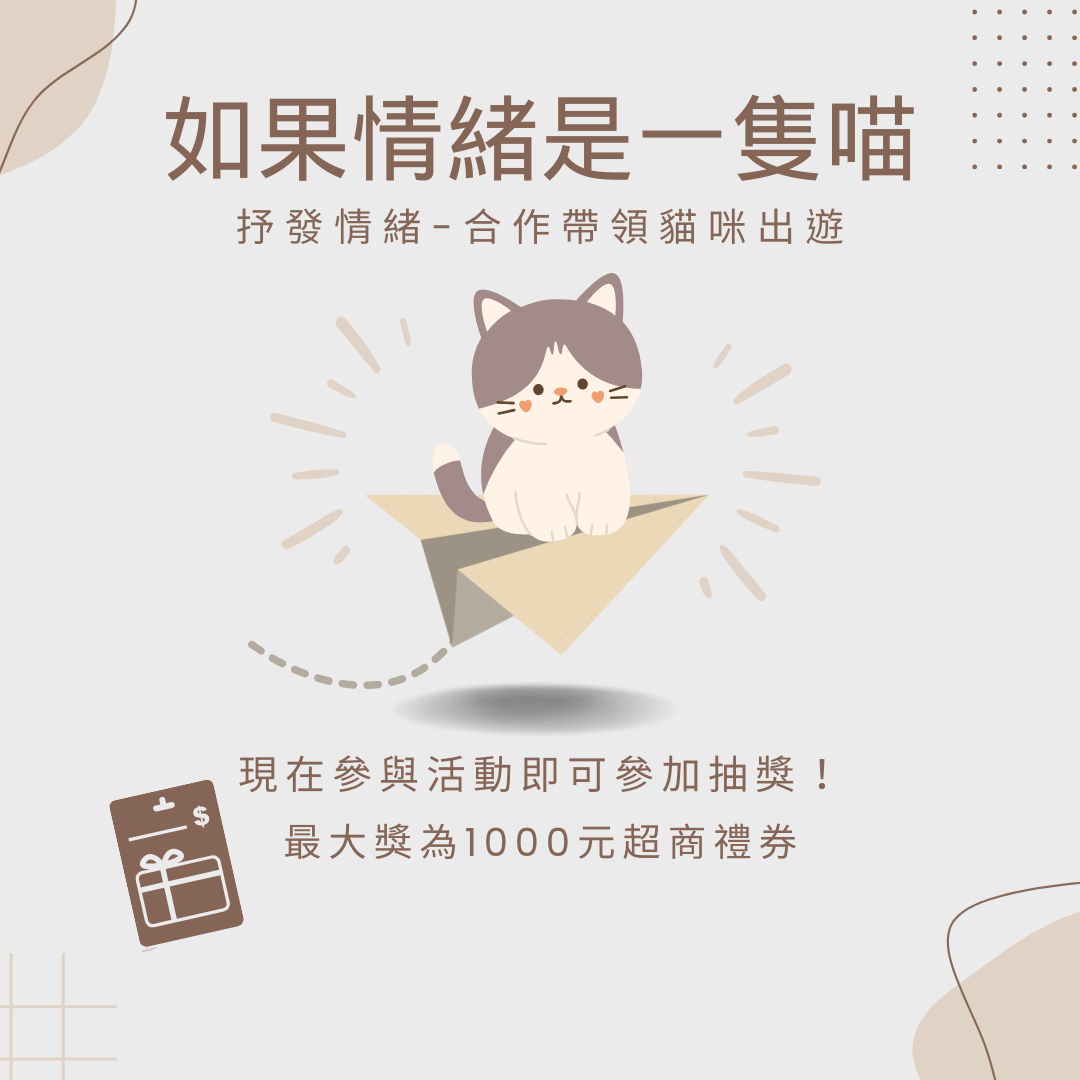 如果情緒是一隻喵
抒發情緒-合作帶領貓咪出遊
現在參與活動即可參加抽獎！
最大獎為1000元超商禮券
$